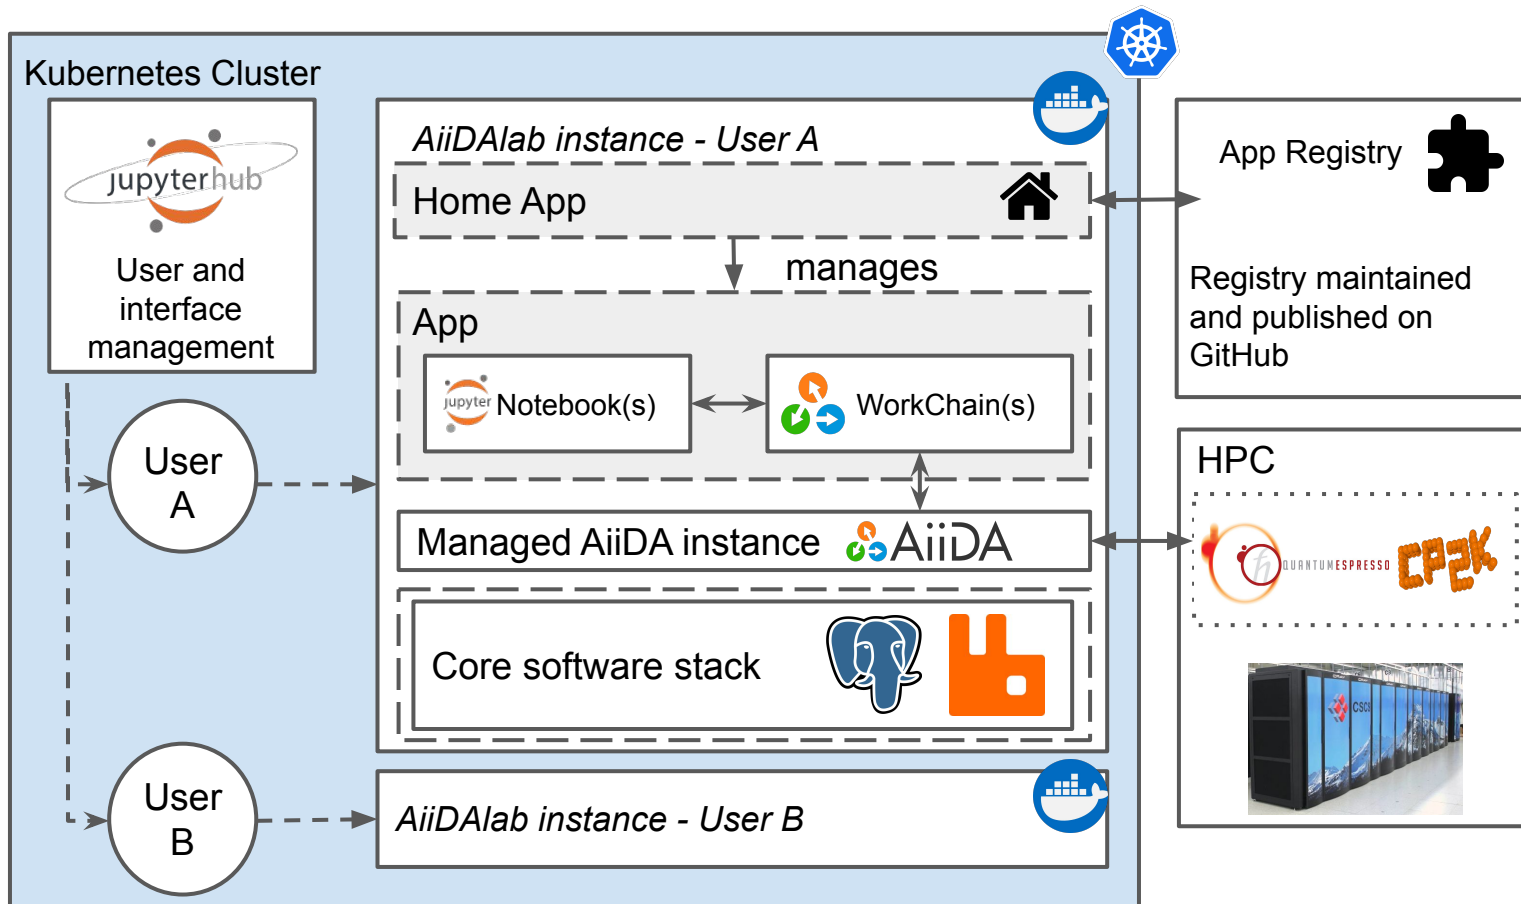 Kubernetes Cluster
jupyterhub
User and
interface
management
User
A
User
B
AiiDAlab instance - User A
Home App
manages
App
jupyter
Notebook(s)
WorkChain(s)
Managed AiiDA instance
AiiDA
Core software stack
AiiDAlab instance - User B
App Registry
Registry maintained
and published on
GitHub
HPC
ħ
QUANTUMESPRESSO
CP2K
CSCS